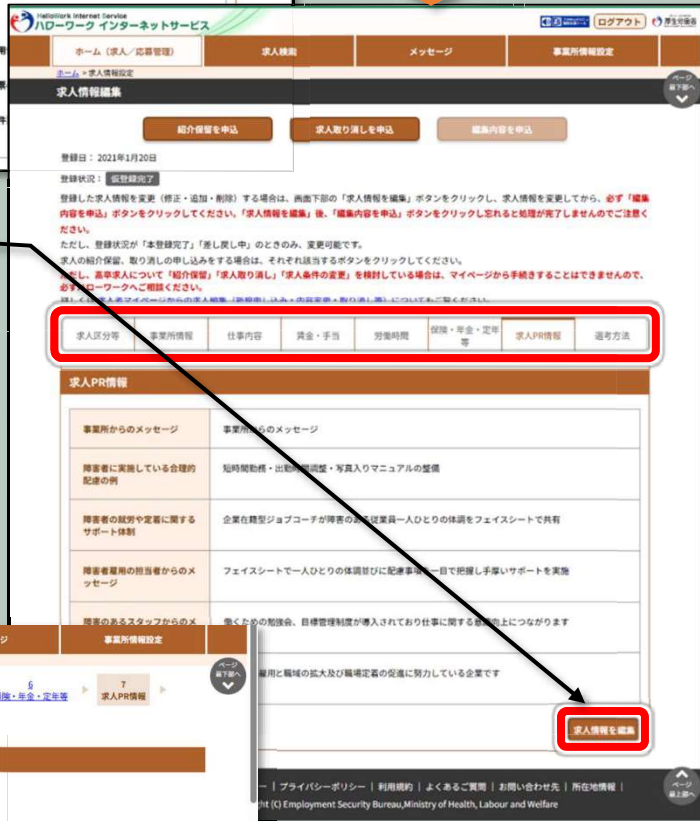 HelloWork Internet Service
ハローワーク インターネットサービス
ログアウト
厚生労働省
ホーム（求人／応募管理）
求人検索
メッセージ
事業所情報設定
ホーム > 求人情報設定
求人情報編集
ページ
最下部へ
紹介保留を申込
求人取り消しを申込
編集内容を申込
登録日： 2021年1月20日
登録状況： 仮登録完了
登録した求人情報を変更（修正・追加・削除）する場合は、画面下部の「求人情報を編集」ボタンをクリックし、求人情報を変更してから、必ず「編集
内容を申込」ボタンをクリックしてください。「求人情報を編集」後、「編集内容を申込」ボタンをクリックし忘れると処理が完了しませんのでご注意く
ださい。
ただし、登録状況が「本登録完了」「差し戻し中」のときのみ、変更可能です。
求人の紹介保留、取り消しの申し込みをする場合は、それぞれ該当するボタンをクリックしてください。
ただし、高卒求人について「紹介保留」「求人取り消し」「求人条件の変更」を検討している場合は、マイページから手続きすることはできませんので、
必ずハローワークへご相談ください。
求人区分等
事業所情報
仕事内容
賃金・手当
労働時間
保険・年金・定年
等
求人PR情報
選考方法
求人PR情報
事業所からのメッセージ
事業所からのメッセージ
障害者に実施している合理的
配慮の例
短時間勤務・出勤時間調整・写真入りマニュアルの整備
障害者の就労や定着に関する
サポート体制
企業在籍型ジョブコーチが障害のある従業員一人ひとりの体調をフェイスシートで共有
障害者雇用の担当者からのメ
ッセージ
フェイスシートで一人ひとりの体調並びに配慮事項を一目で把握し手厚いサポートを実施
障害のあるスタッフからのメ
働くための勉強会、目標管理制度が導入されており仕事に関する意欲向上につながります
雇用と職域の拡大及び職場定着の促進に努力している企業です
ジ
事業所情報設定
6
保険・年金・定年等
7
求人PR情報
ページ
最下部へ
求人情報を編集
ー | プライバシーポリシー | 利用規約 | よくあるご質問 | お問い合わせ先 | 所在地情報 |
ht (C) Employment Security Bureau,Ministry of Health, Labour and Welfare
ページ
最上部へ